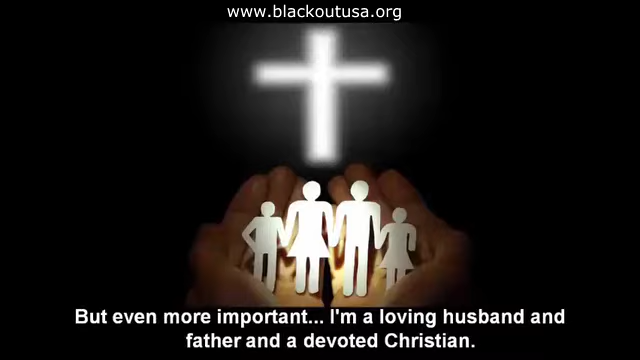 www.blackoutusa.org
But even more important... I'm a loving husband and
father and a devoted Christian.